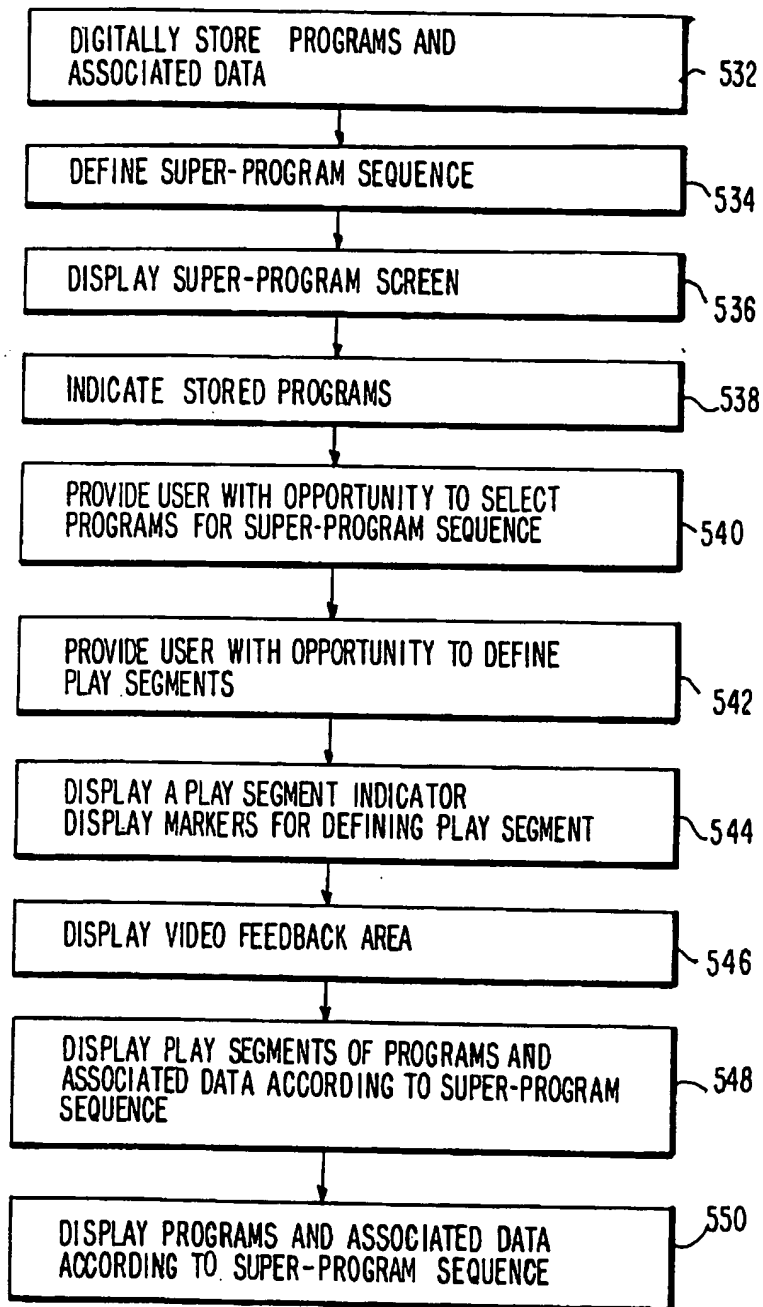 DIGITALLY STORE PROGRAMS AND
ASSOCIATED DATA
532
DEFINE SUPER-PROGRAM SEQUENCE
534
DISPLAY SUPER-PROGRAM SCREEN
536
INDICATE STORED PROGRAMS
538
PROVIDE USER WITH OPPORTUNITY TO SELECT
PROGRAMS FOR SUPER-PROGRAM SEQUENCE
540
PROVIDE USER WITH OPPORTUNITY TO DEFINE
PLAY SEGMENTS
542
DISPLAY A PLAY SEGMENT INDICATOR
DISPLAY MARKERS FOR DEFINING PLAY SEGMENT
544
DISPLAY VIDEO FEEDBACK AREA
546
DISPLAY PLAY SEGMENTS OF PROGRAMS AND
ASSOCIATED DATA ACCORDING TO SUPER-PROGRAM
SEQUENCE
548
550
DISPLAY PROGRAMS AND ASSOCIATED DATA
ACCORDING TO SUPER-PROGRAM SEQUENCE